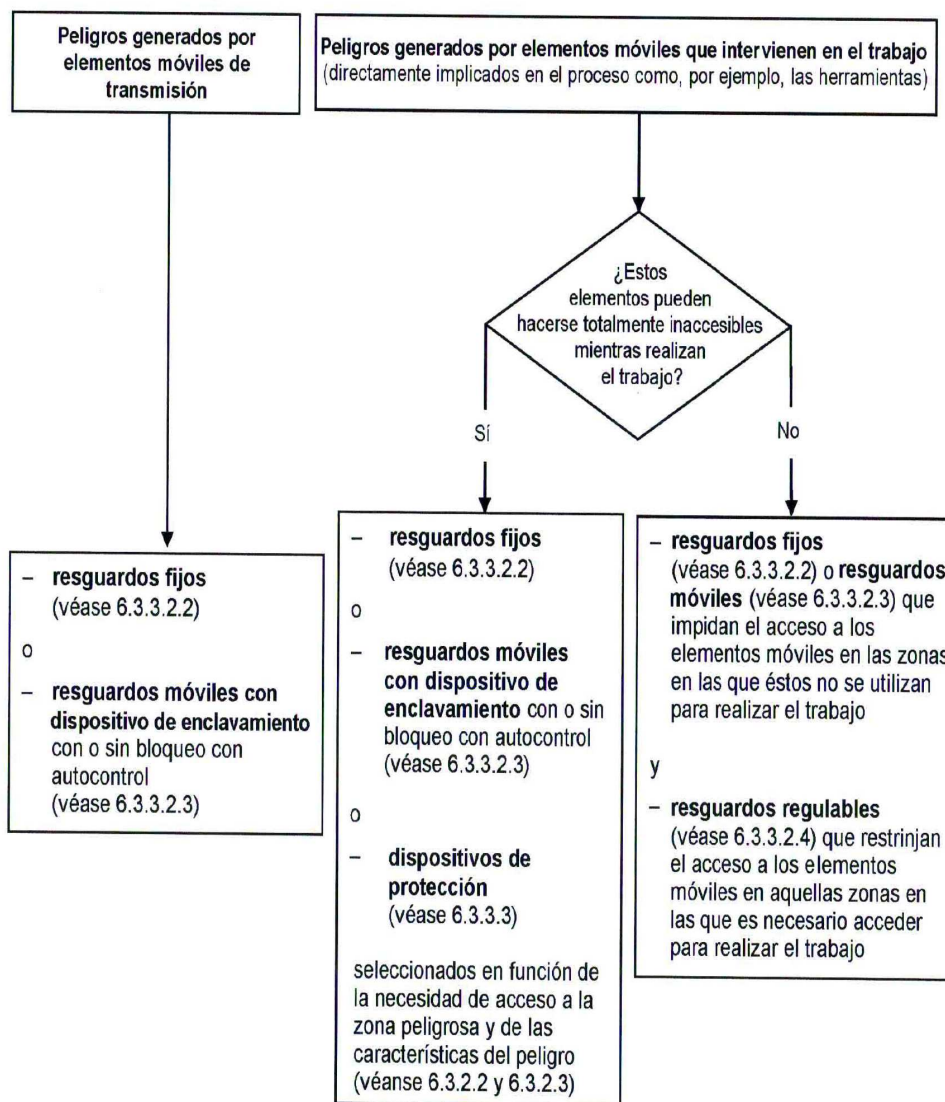 Peligros generados por
elementos móviles de
transmisión
Peligros generados por elementos móviles que intervienen en el trabajo
(directamente implicados en el proceso como, por ejemplo, las herramientas)
¿Estos
elementos pueden
hacerse totalmente inaccesibles
mientras realizan
el trabajo?
Sí
No
– resguardos fijos
(véase 6.3.3.2.2)
o
– resguardos móviles con
dispositivo de enclavamiento
con o sin bloqueo con
autocontrol
(véase 6.3.3.2.3)
– resguardos fijos
(véase 6.3.3.2.2)
o
– resguardos móviles
con dispositivo de
enclavamiento con o sin
bloqueo con autocontrol
(véase 6.3.3.2.3)
o
– dispositivos de
protección
(véase 6.3.3.3)
seleccionados en función de
la necesidad de acceso a la
zona peligrosa y de las
características del peligro
(véanse 6.3.2.2 y 6.3.2.3)
– resguardos fijos
(véase 6.3.3.2.2) o resguardos
móviles (véase 6.3.3.2.3) que
impidan el acceso a los
elementos móviles en las zonas
en las que éstos no se utilizan
para realizar el trabajo
y
– resguardos regulables
(véase 6.3.3.2.4) que restrinjan
el acceso a los elementos
móviles en aquellas zonas en
las que es necesario acceder
para realizar el trabajo